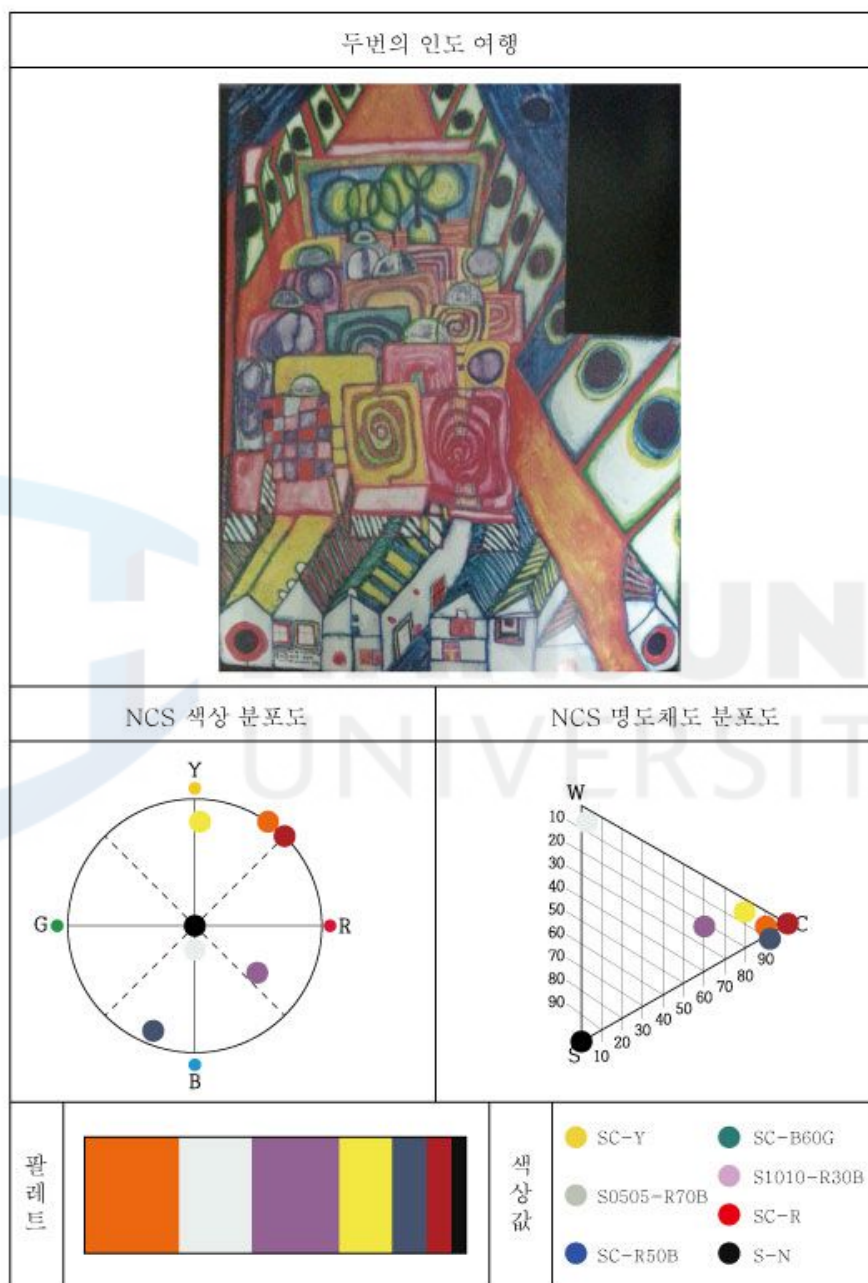 두번의 인도 여행
NCS 색상 분포도
NCS 명도채도 분포도
Y
G
R
B
W
10
20
30
40
50
60
70
80
90
S
10
20
30
40
50
60
70
80
90
C
팔레트
색상값
SC-Y
S0505-R70B
SC-R50B
SC-B60G
S1010-R30B
SC-R
S-N
UNIVERSIT